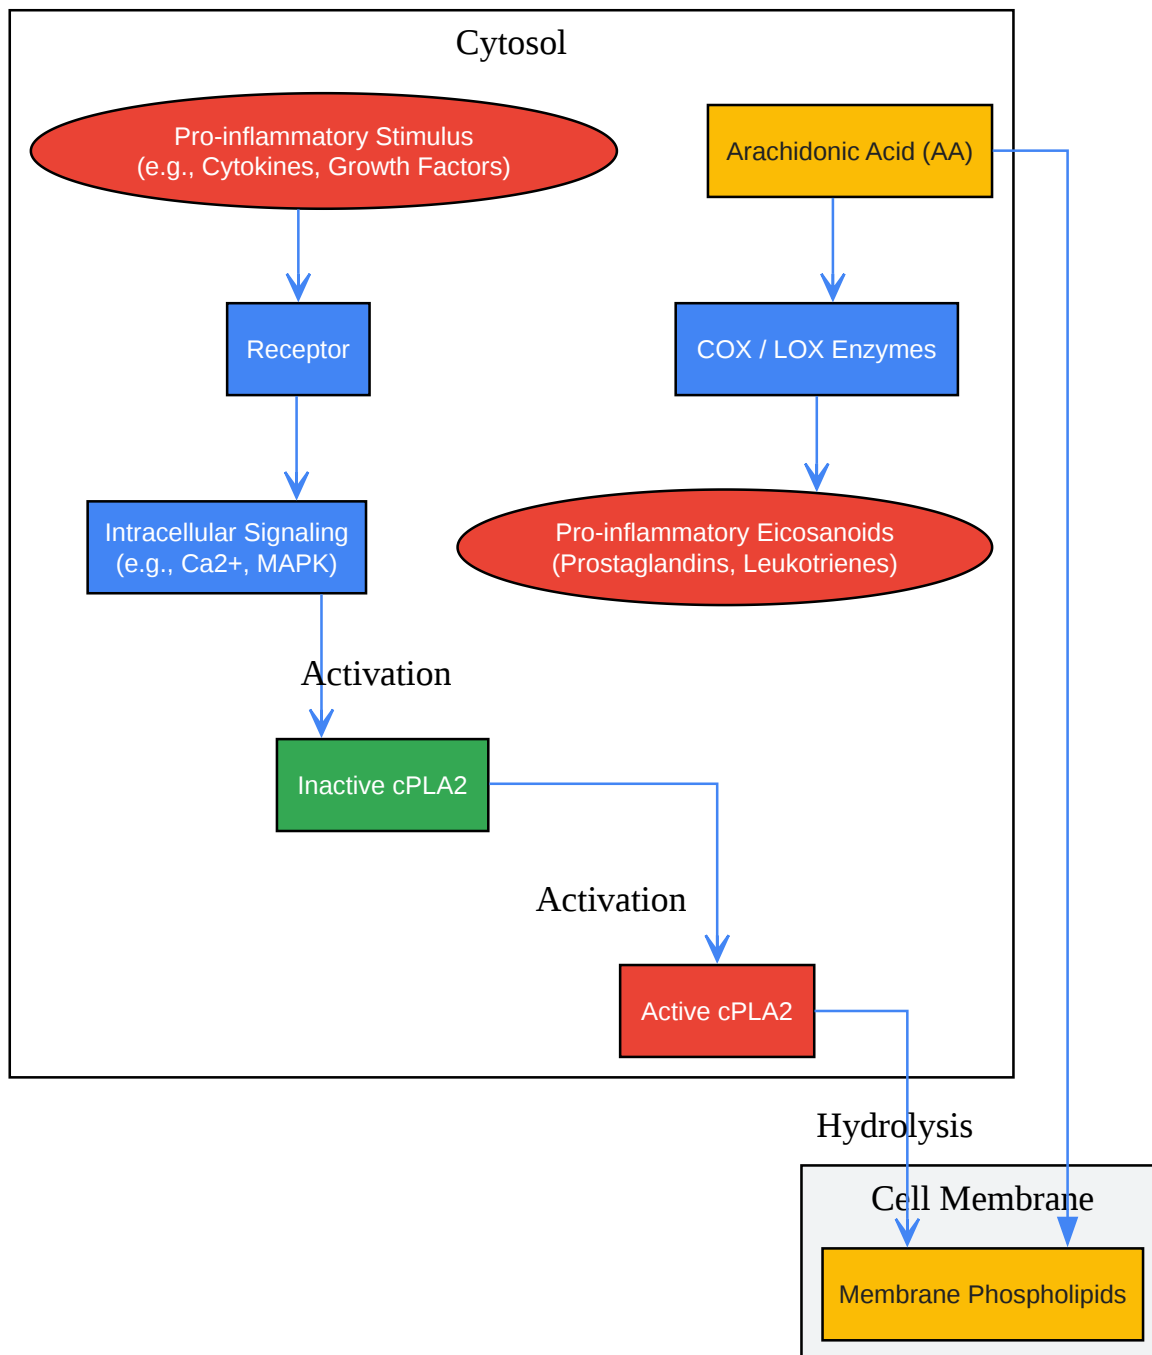 Cytosol
Pro-inflammatory Stimulus
(e.g., Cytokines, Growth Factors)
Arachidonic Acid (AA)
Receptor
COX / LOX Enzymes
Intracellular Signaling
(e.g., Ca2+, MAPK)
Pro-inflammatory Eicosanoids
(Prostaglandins, Leukotrienes)
Activation
Inactive cPLA2
Activation
Active cPLA2
Hydrolysis
Cell Membrane
Membrane Phospholipids